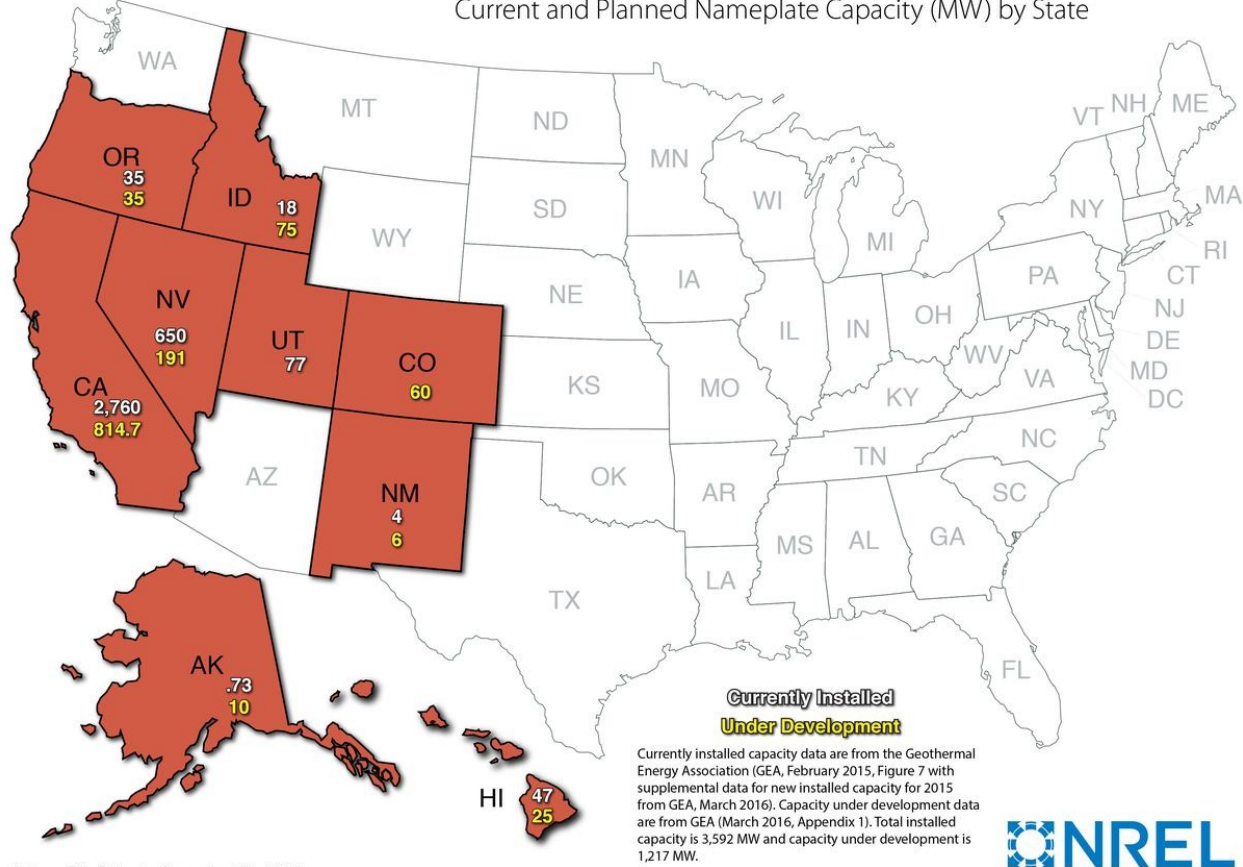 Current and Planned Nameplate Capacity (MW) by State
WA
MT
ND
MN
VT
NH
ME
OR
35
35
ID
18
75
SD
WI
MI
NY
MA
RI
CT
NJ
DE
MD
DC
WY
IA
PA
NE
NV
650
191
UT
77
CO
60
IL
IN
OH
WV
VA
KS
MO
KY
CA
2,760
814.7
NC
TN
AZ
NM
4
6
OK
AR
SC
MS
AL
GA
LA
TX
FL
AK
.73
10
HI
47
25
Currently Installed
Under Development
Currently installed capacity data are from the Geothermal
Energy Association (GEA, February 2015, Figure 7 with
supplemental data for new installed capacity for 2015
from GEA, March 2016). Capacity under development data
are from GEA (March 2016, Appendix 1). Total installed
capacity is 3,592 MW and capacity under development is
1,217 MW.
NREL